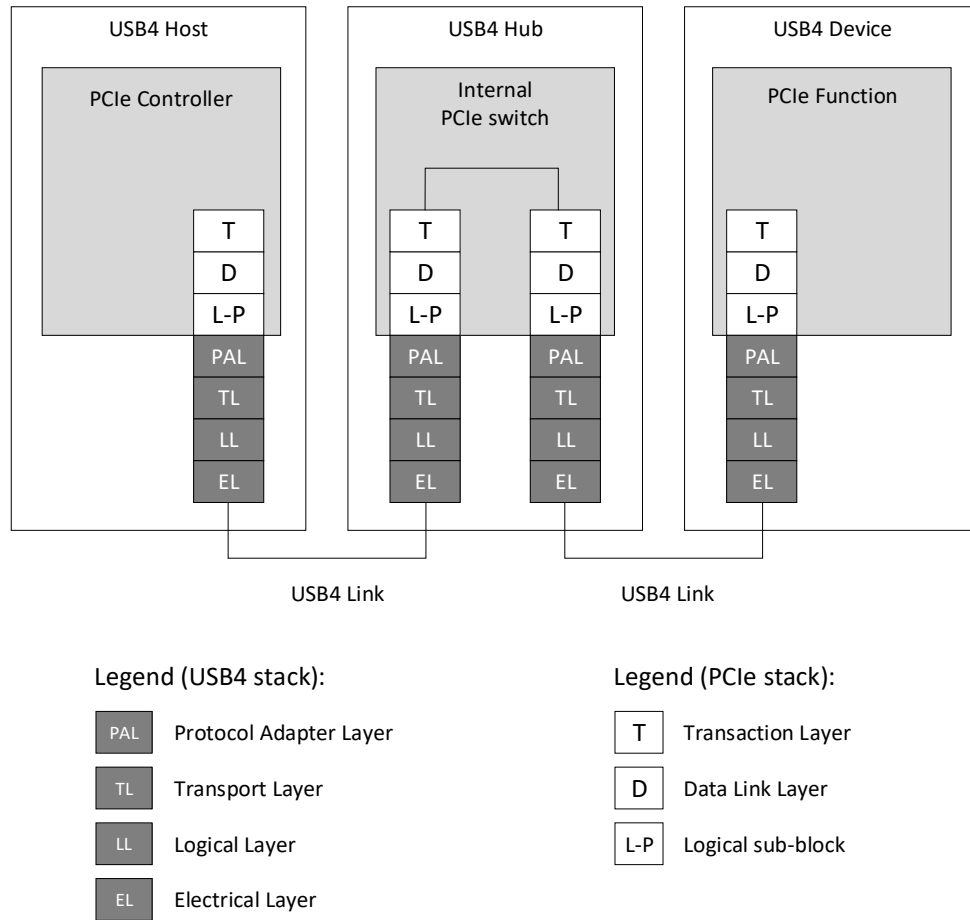 USB4 Host
USB4 Hub
USB4 Device
PCIe Controller
Internal
PCIe switch
PCIe Function
T
T
T
T
D
D
D
D
L-P
L-P
L-P
L-P
PAL
PAL
PAL
PAL
TL
TL
TL
TL
LL
LL
LL
LL
EL
EL
EL
EL
USB4 Link
USB4 Link
Legend (USB4 stack):
PAL Protocol Adapter Layer
TL Transport Layer
LL Logical Layer
EL Electrical Layer
Legend (PCIe stack):
T Transaction Layer
D Data Link Layer
L-P Logical sub-block